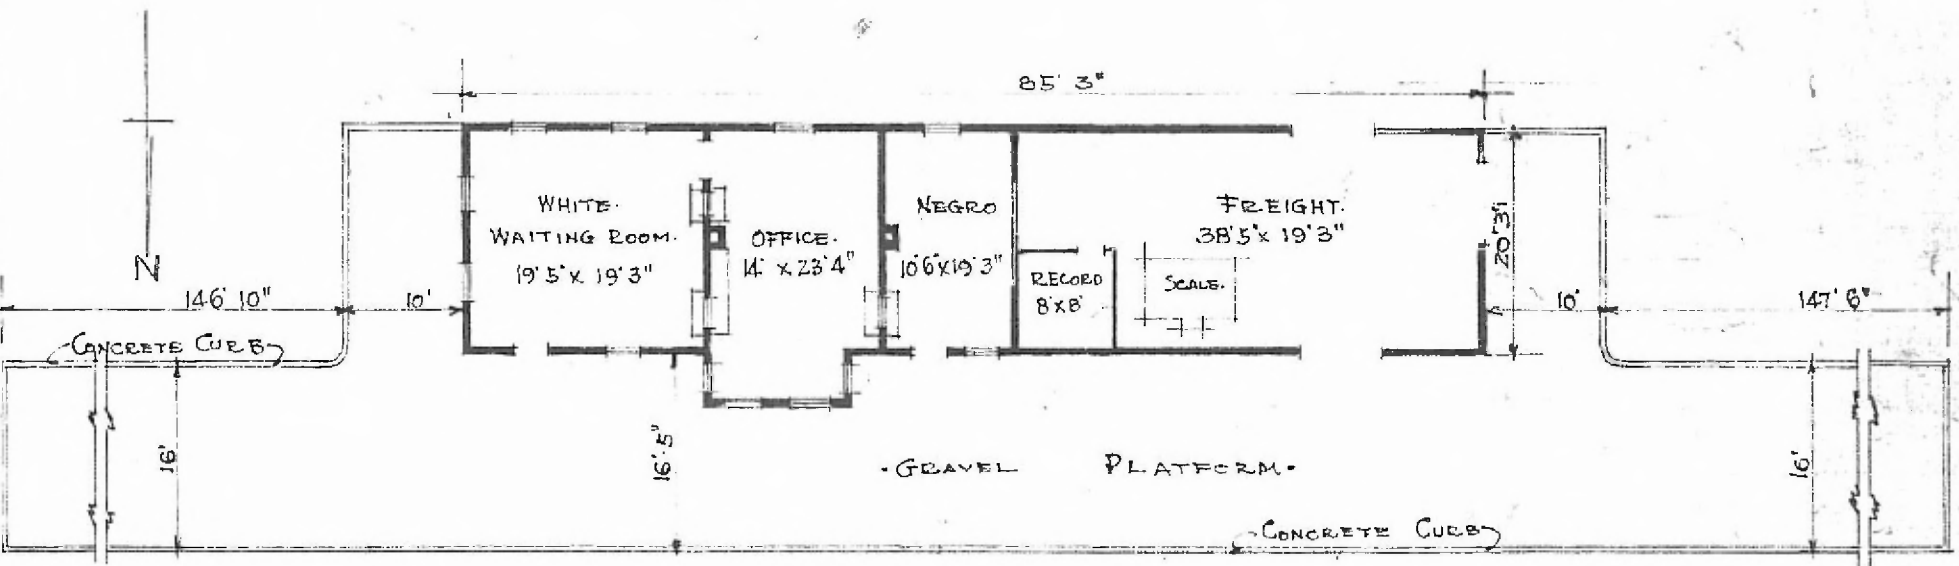 85' 3"
N
WHITE.
WAITING ROOM.
19' 5" x 19' 3"
OFFICE.
14' x 23' 4"
NEGRO
10' 6" x 19' 3"
RECORD
8' x 8'
FREIGHT.
38' 5" x 19' 3"
SCALE.
20' 3"
146' 10"
10'
10'
147' 6"
CONCRETE CURB
16'
16'-5"
• GRAVEL PLATFORM •
16'
CONCRETE CURB